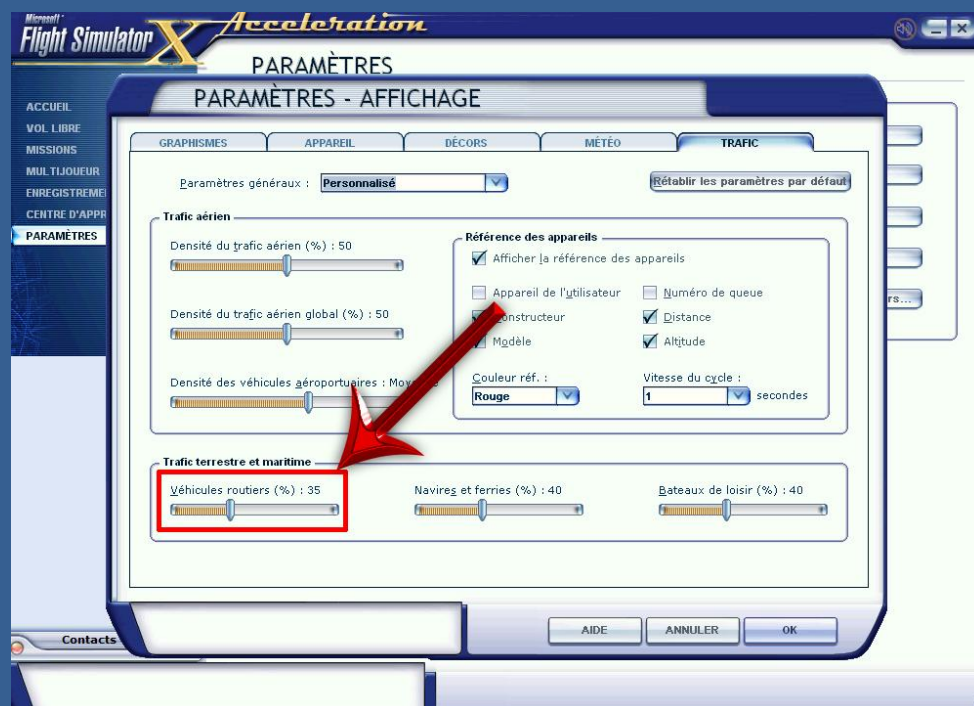 Microsoft
Flight Simulator X Acceleration
PARAMÈTRES
PARAMÈTRES - AFFICHAGE
ACCUEIL
VOL LIBRE
MISSIONS
MULTIJOUEUR
ENREGISTREME
CENTRE D'APPR
PARAMÈTRES
GRAPHISMES APPAREIL DÉCORS MÉTÉO TRAFIC
Paramètres généraux : Personnalisé Rétablir les paramètres par défaut
Trafic aérien
Densité du trafic aérien (%) : 50
Densité du trafic aérien global (%) : 50
Densité des véhicules aéroportuaires :
Référence des appareils
Afficher la référence des appareils
Appareil de l'utilisateur Numéro de queue
Constructeur Distance
Modèle Altitude
Couleur réf. : Vitesse du cycle :
Rouge 1 secondes
Trafic terrestre et maritime
Véhicules routiers (%) : 35 Navires et ferries (%) : 40 Bateaux de loisir (%) : 40
rs...
AIDE ANNULER OK
Contacts